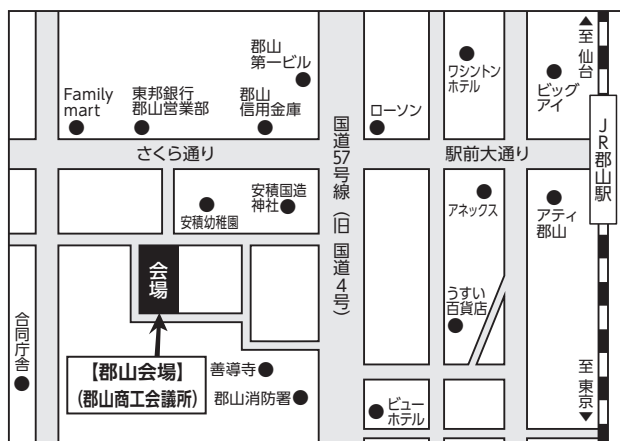 郡山
第一ビル
Family
mart
東邦銀行
郡山営業部
郡山
信用金庫
ローソン
ワシントン
ホテル
ビッグ
アイ
▲至 仙台
JR郡山駅
さくら通り
国道57号線（旧 国道4号）
駅前大通り
安積幼稚園
安積国造
神社
アネックス
アティ
郡山
会場
うすい
百貨店
合同庁舎
【郡山会場】
(郡山商工会議所)
善導寺
郡山消防署
ビュー
ホテル
至 東京▼